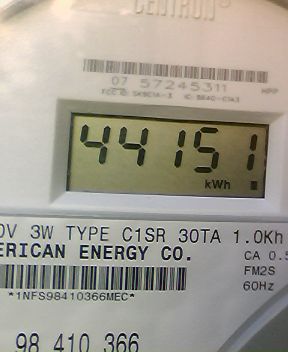 CENTRON®
07 57245311
44151
kWh
0V 3W TYPE C1SR 30TA 1.0Kh
ERICAN ENERGY CO.
CA 0.5
FM2S
*1NFS98410366MEC*
60Hz
98 410 366